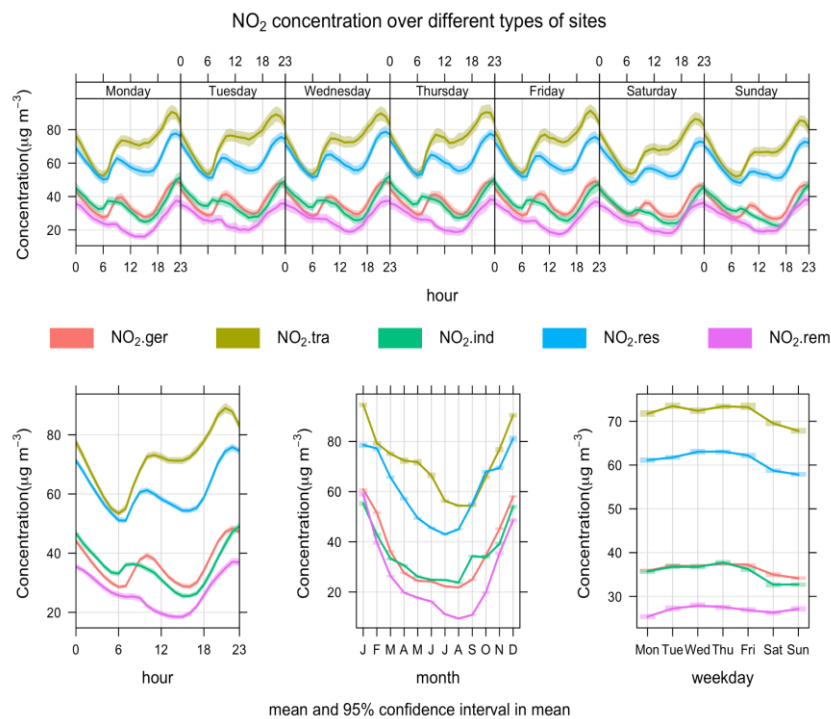 NO₂ concentration over different types of sites
0 6 12 18 23 0 6 12 18 23 0 6 12 18 23
Monday Tuesday Wednesday Thursday Friday Saturday Sunday
Concentration(µg m⁻³)
80
60
40
20
0 6 12 18 23 0 6 12 18 23 0 6 12 18 23 0 6 12 18 23
hour
NO₂.ger NO₂.tra NO₂.ind NO₂.res NO₂.rem
Concentration(µg m⁻³)
80
60
40
20
0 6 12 18 23
hour
Concentration(µg m⁻³)
80
60
40
20
J F M A M J J A S O N D
month
Concentration(µg m⁻³)
70
60
50
40
30
Mon Tue Wed Thu Fri Sat Sun
weekday
mean and 95% confidence interval in mean